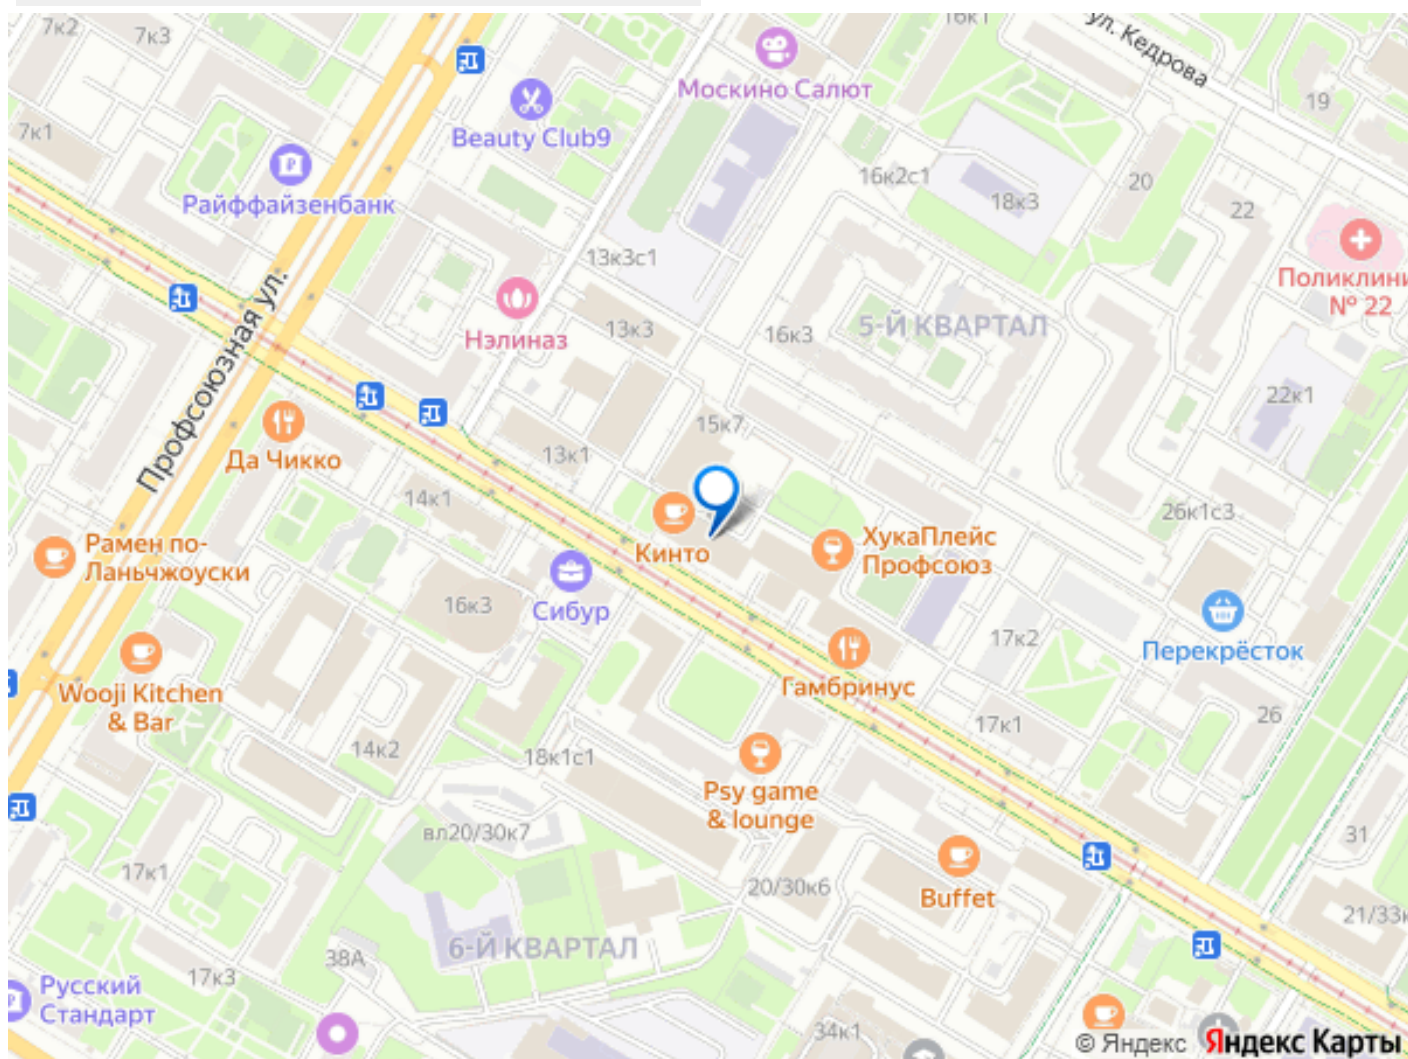 7к2
7к3
16к1
ул. Кедрова
Москино Салют
19
7к1
Beauty Club9
Райффайзенбанк
16к2с1
18к3
20
22
Поликлини
№ 22
13к3с1
Профсоюзная ул.
Нэлиназ
13к3
16к3
5-Й КВАРТАЛ
22к1
15к7
Да Чикко
13к1
14к1
26к1с3
Кинто
ХукаПлейс
Профсоюз
Рамен по-
Ланьчжоуски
16к3
Сибур
17к2
Перекрёсток
Wooji Kitchen
& Bar
Гамбринус
14к2
18к1с1
17к1
26
Psy game
& lounge
вл20/30к7
31
17к1
20/30к6
Buffet
21/33к
6-Й КВАРТАЛ
38А
17к3
Русский
Стандарт
34к1
© Яндекс Яндекс Карты